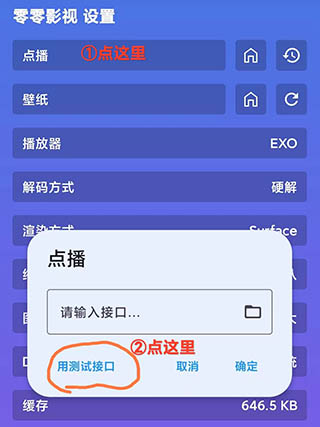 零零影视 设置
点播 ①点这里
壁纸
播放器 EXO
解码方式 硬解
渲染方式 Surface
点播
请输入接口...
②点这里
用测试接口 取消 确定
缓存 646.5 KB